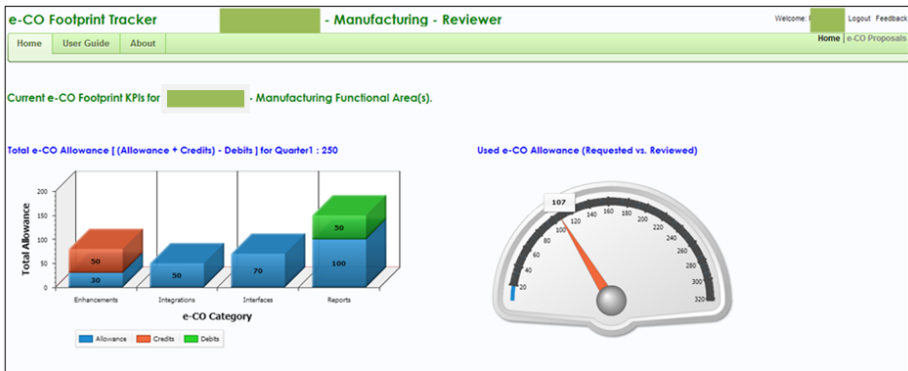 e-CO Footprint Tracker - Manufacturing - Reviewer
Welcome: Logout Feedback
Home User Guide About
Home | e-CO Proposals
Current e-CO Footprint KPIs for - Manufacturing Functional Area(s).
Total e-CO Allowance [ (Allowance + Credits) - Debits ] for Quarter1 : 250
Used e-CO Allowance (Requested vs. Reviewed)
Total Allowance
200
150
100
50
0
50
30
50
70
50
100
Enhancements Integrations Interfaces Reports
e-CO Category
Allowance Credits Debits
107
20
40
60
80
100
120
140
160
180
200
220
240
260
280
300
320